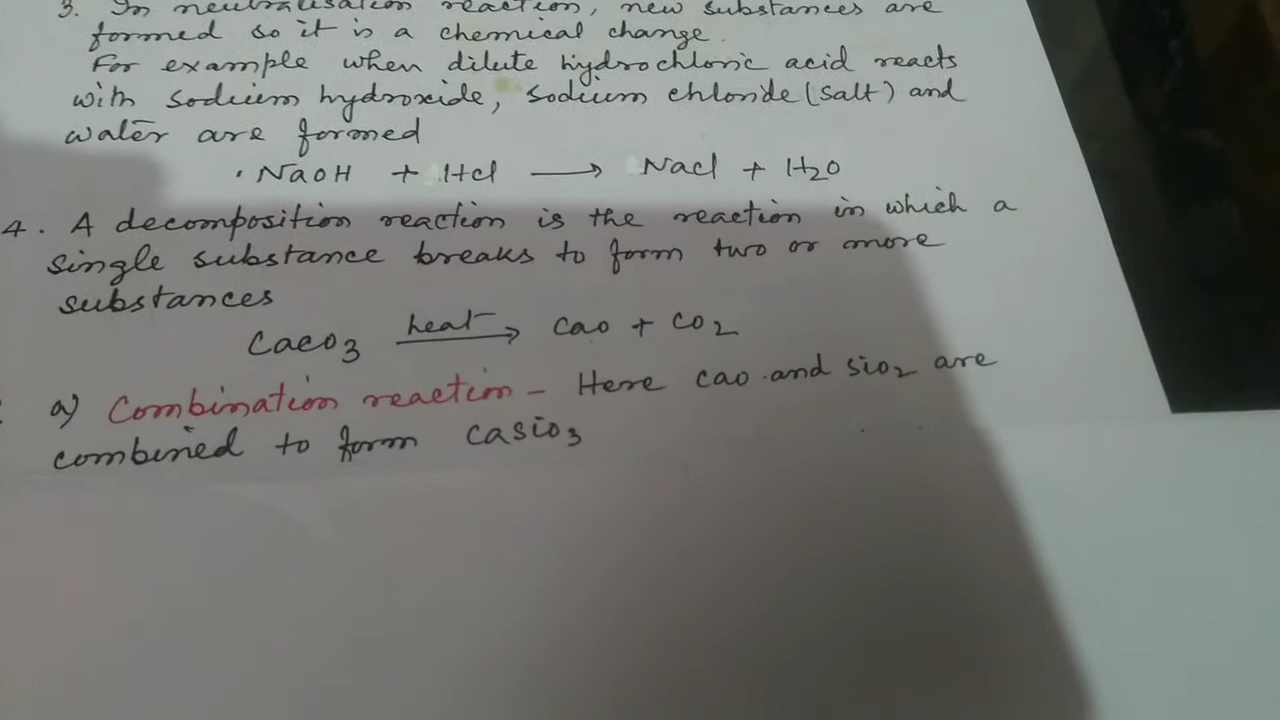 3. In neutralisation reaction, new substances are
formed so it is a chemical change.
For example when dilute hydrochloric acid reacts
with sodium hydroxide, sodium chloride (salt) and
water are formed
NaOH + HCl → Nacl + H2O
4. A decomposition reaction is the reaction in which a
single substance breaks to form two or more
substances
CaCO3 heat → CaO + CO2
a) Combination reaction - Here CaO and SiO2 are
combined to form CaSiO3